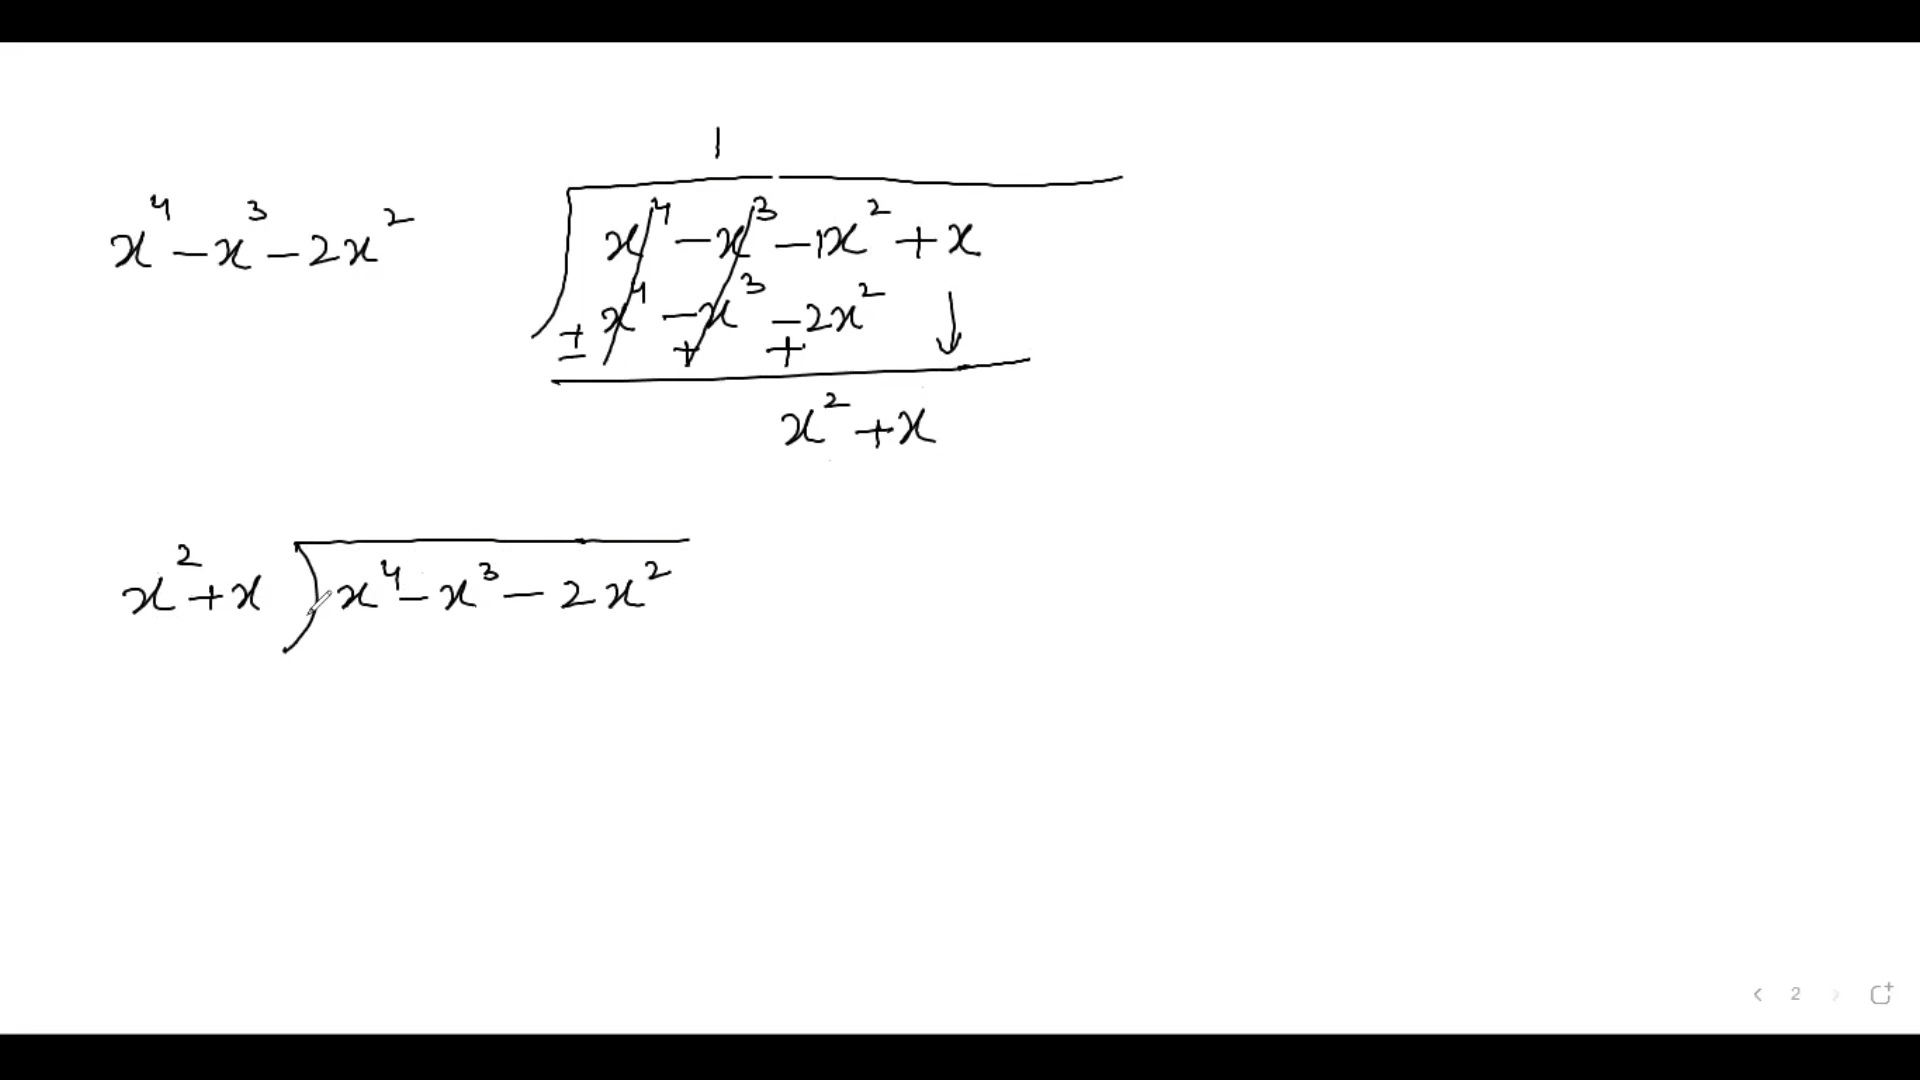 1
x⁴ - x³ - 2x² x⁴ - x³ - 1x² + x
± x⁴ - x³ - 2x²
+ +
x² + x
x² + x ) x⁴ - x³ - 2x²
2